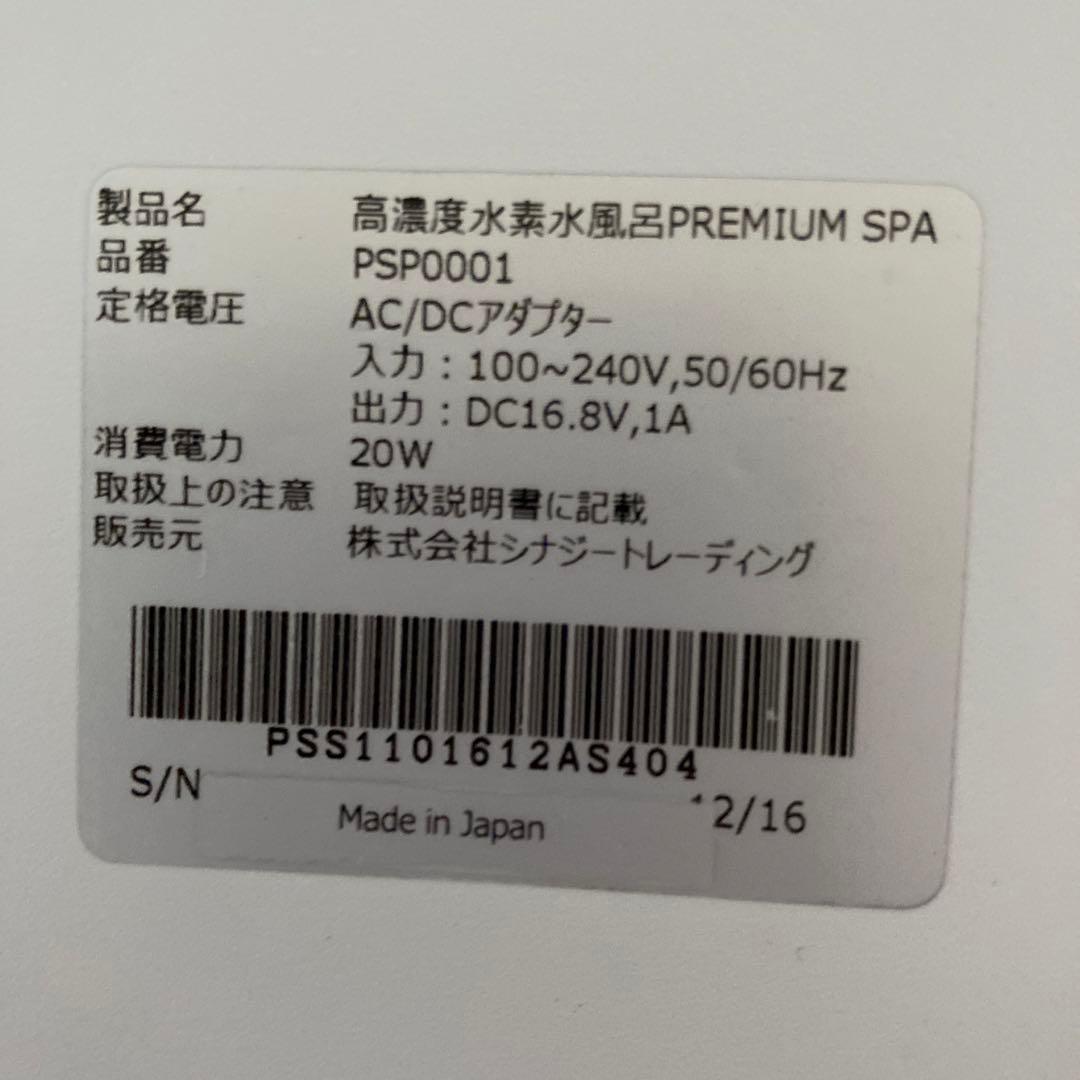 製品名 高濃度水素水風呂PREMIUM SPA
品番 PSP0001
定格電圧 AC/DCアダプター
入力：100~240V,50/60Hz
出力：DC16.8V,1A
消費電力 20W
取扱上の注意 取扱説明書に記載
販売元 株式会社シナジートレーディング
PSS1101612AS404
S/N
Made in Japan
2/16